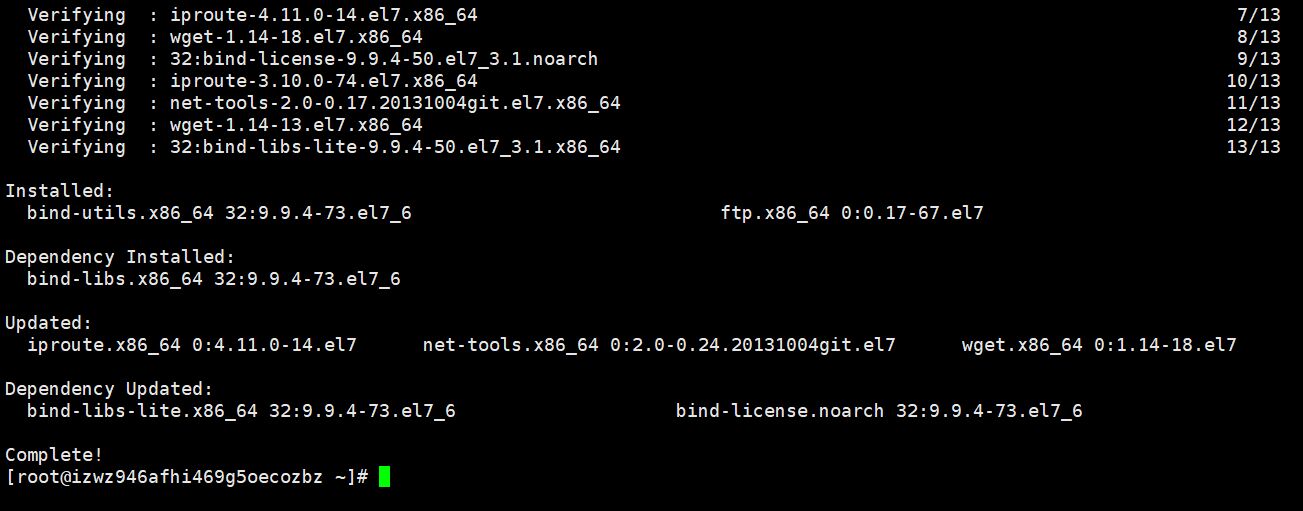 Verifying  : iproute-4.11.0-14.el7.x86_64 7/13
Verifying  : wget-1.14-18.el7.x86_64 8/13
Verifying  : 32:bind-license-9.9.4-50.el7_3.1.noarch 9/13
Verifying  : iproute-3.10.0-74.el7.x86_64 10/13
Verifying  : net-tools-2.0-0.17.20131004git.el7.x86_64 11/13
Verifying  : wget-1.14-13.el7.x86_64 12/13
Verifying  : 32:bind-libs-lite-9.9.4-50.el7_3.1.x86_64 13/13
Installed:
bind-utils.x86_64 32:9.9.4-73.el7_6 ftp.x86_64 0:0.17-67.el7
Dependency Installed:
bind-libs.x86_64 32:9.9.4-73.el7_6
Updated:
iproute.x86_64 0:4.11.0-14.el7 net-tools.x86_64 0:2.0-0.24.20131004git.el7 wget.x86_64 0:1.14-18.el7
Dependency Updated:
bind-libs-lite.x86_64 32:9.9.4-73.el7_6 bind-license.noarch 32:9.9.4-73.el7_6
Complete!
[root@izwz946afhi469g5oecozbz ~]#